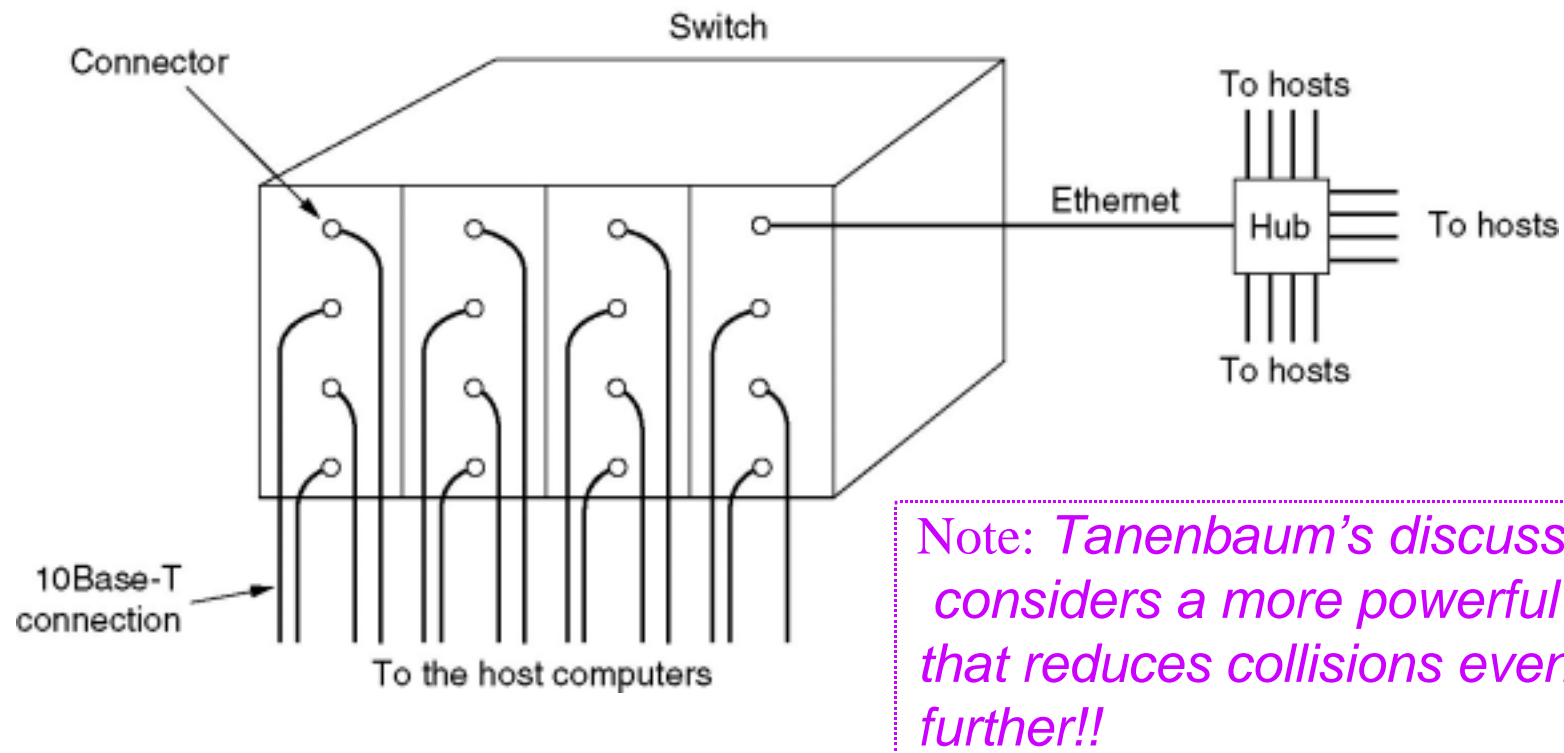 Switch
Connector
To hosts
Ethernet
Hub
To hosts
To hosts
10Base-T
connection
To the host computers
Note: Tanenbaum’s discuss
considers a more powerful
that reduces collisions even
further!!